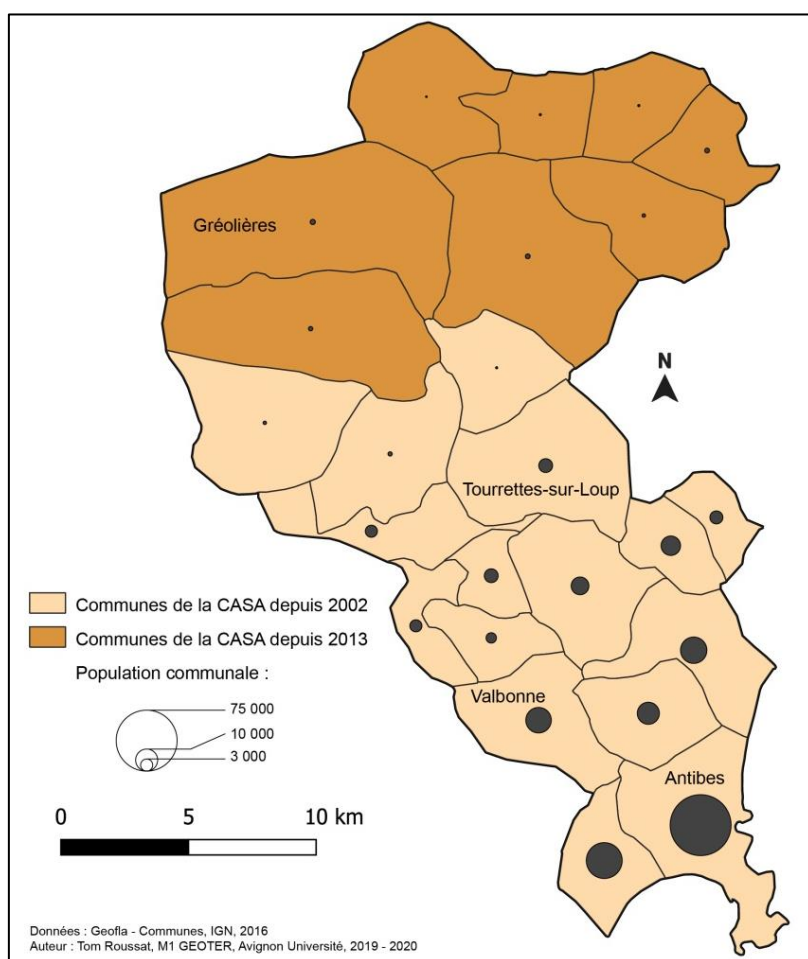 Gréolières
N
Tourrettes-sur-Loup
Communes de la CASA depuis 2002
Communes de la CASA depuis 2013
Population communale :
75 000
10 000
3 000
Valbonne
Antibes
0 5 10 km
Données : Geofla - Communes, IGN, 2016
Auteur : Tom Roussat, M1 GEOTER, Avignon Université, 2019 - 2020